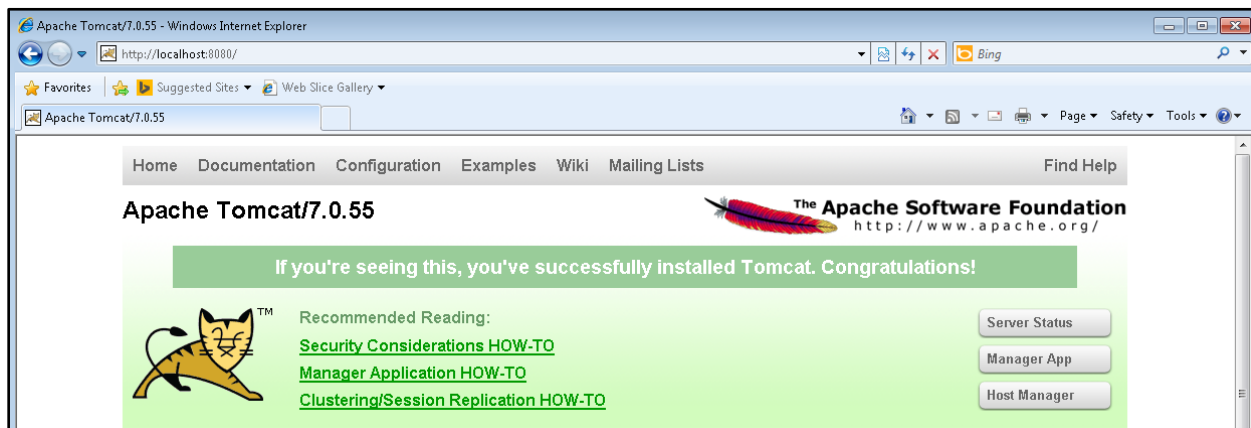 Apache Tomcat/7.0.55 - Windows Internet Explorer
http://localhost:8080/
Bing
Favorites
Suggested Sites
Web Slice Gallery
Apache Tomcat/7.0.55
Page
Safety
Tools
Home Documentation Configuration Examples Wiki Mailing Lists Find Help
Apache Tomcat/7.0.55
The Apache Software Foundation
http://www.apache.org/
If you're seeing this, you've successfully installed Tomcat. Congratulations!
TM
Recommended Reading:
Security Considerations HOW-TO
Manager Application HOW-TO
Clustering/Session Replication HOW-TO
Server Status
Manager App
Host Manager